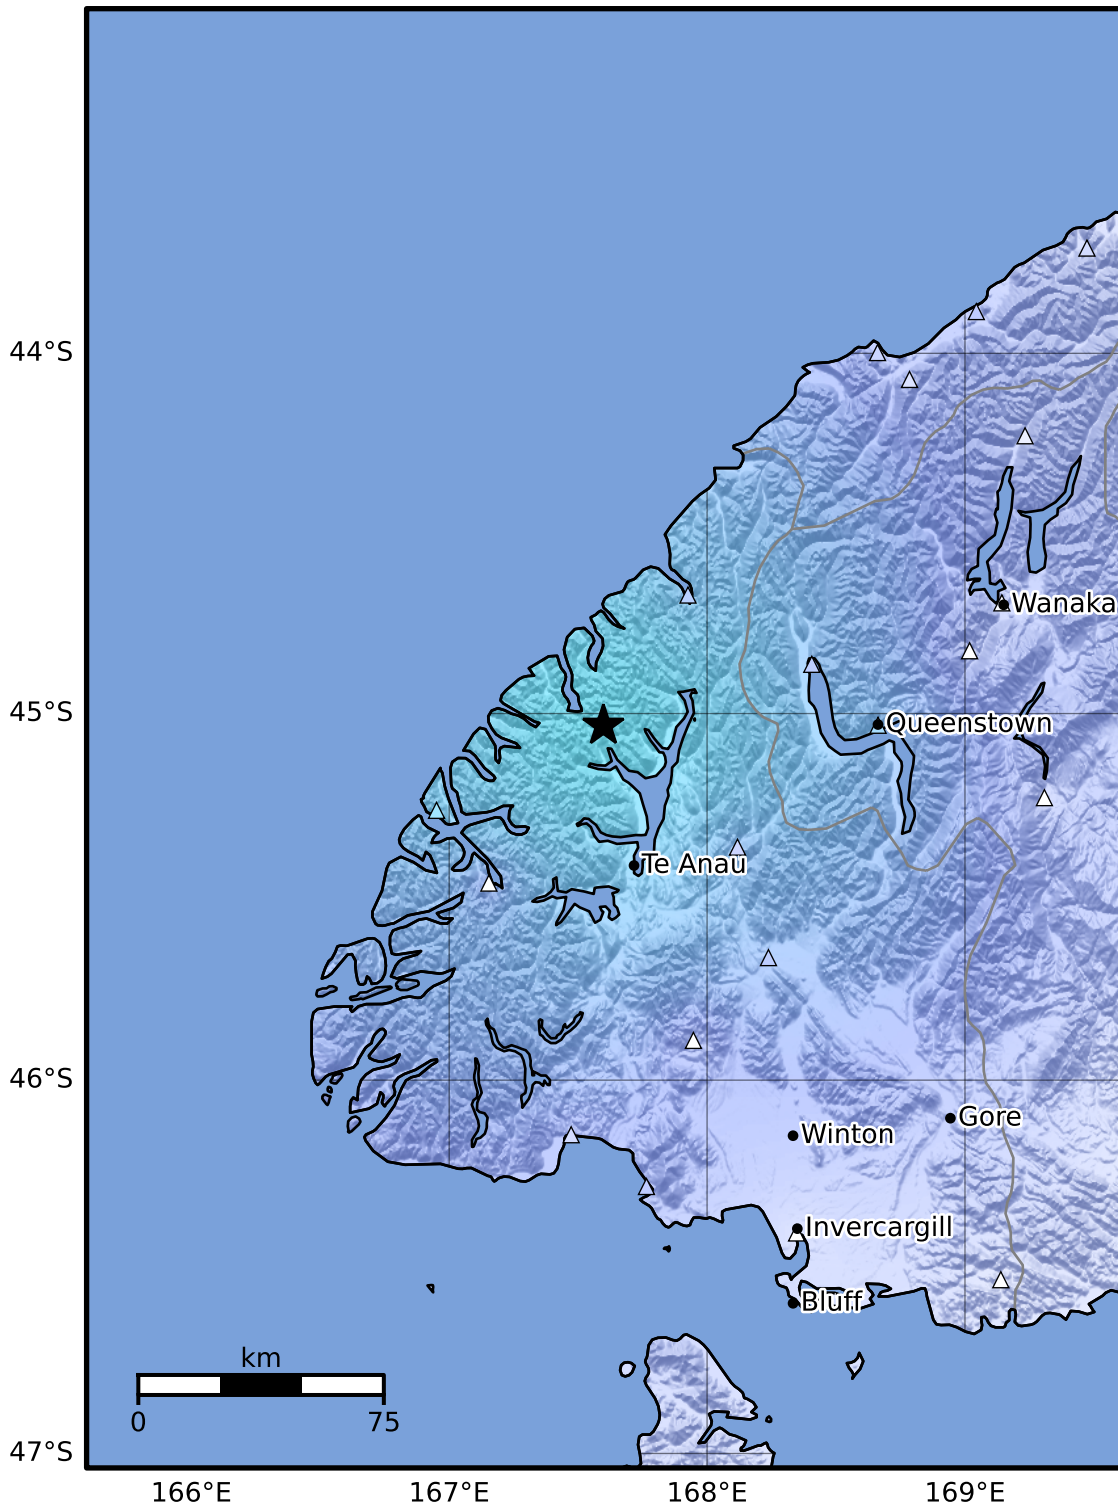 44°S
Wanaka
45°S
Queenstown
Te Anau
46°S
Gore
Winton
Invercargill
Bluff
km
0 75
47°S
166°E 167°E 168°E 169°E